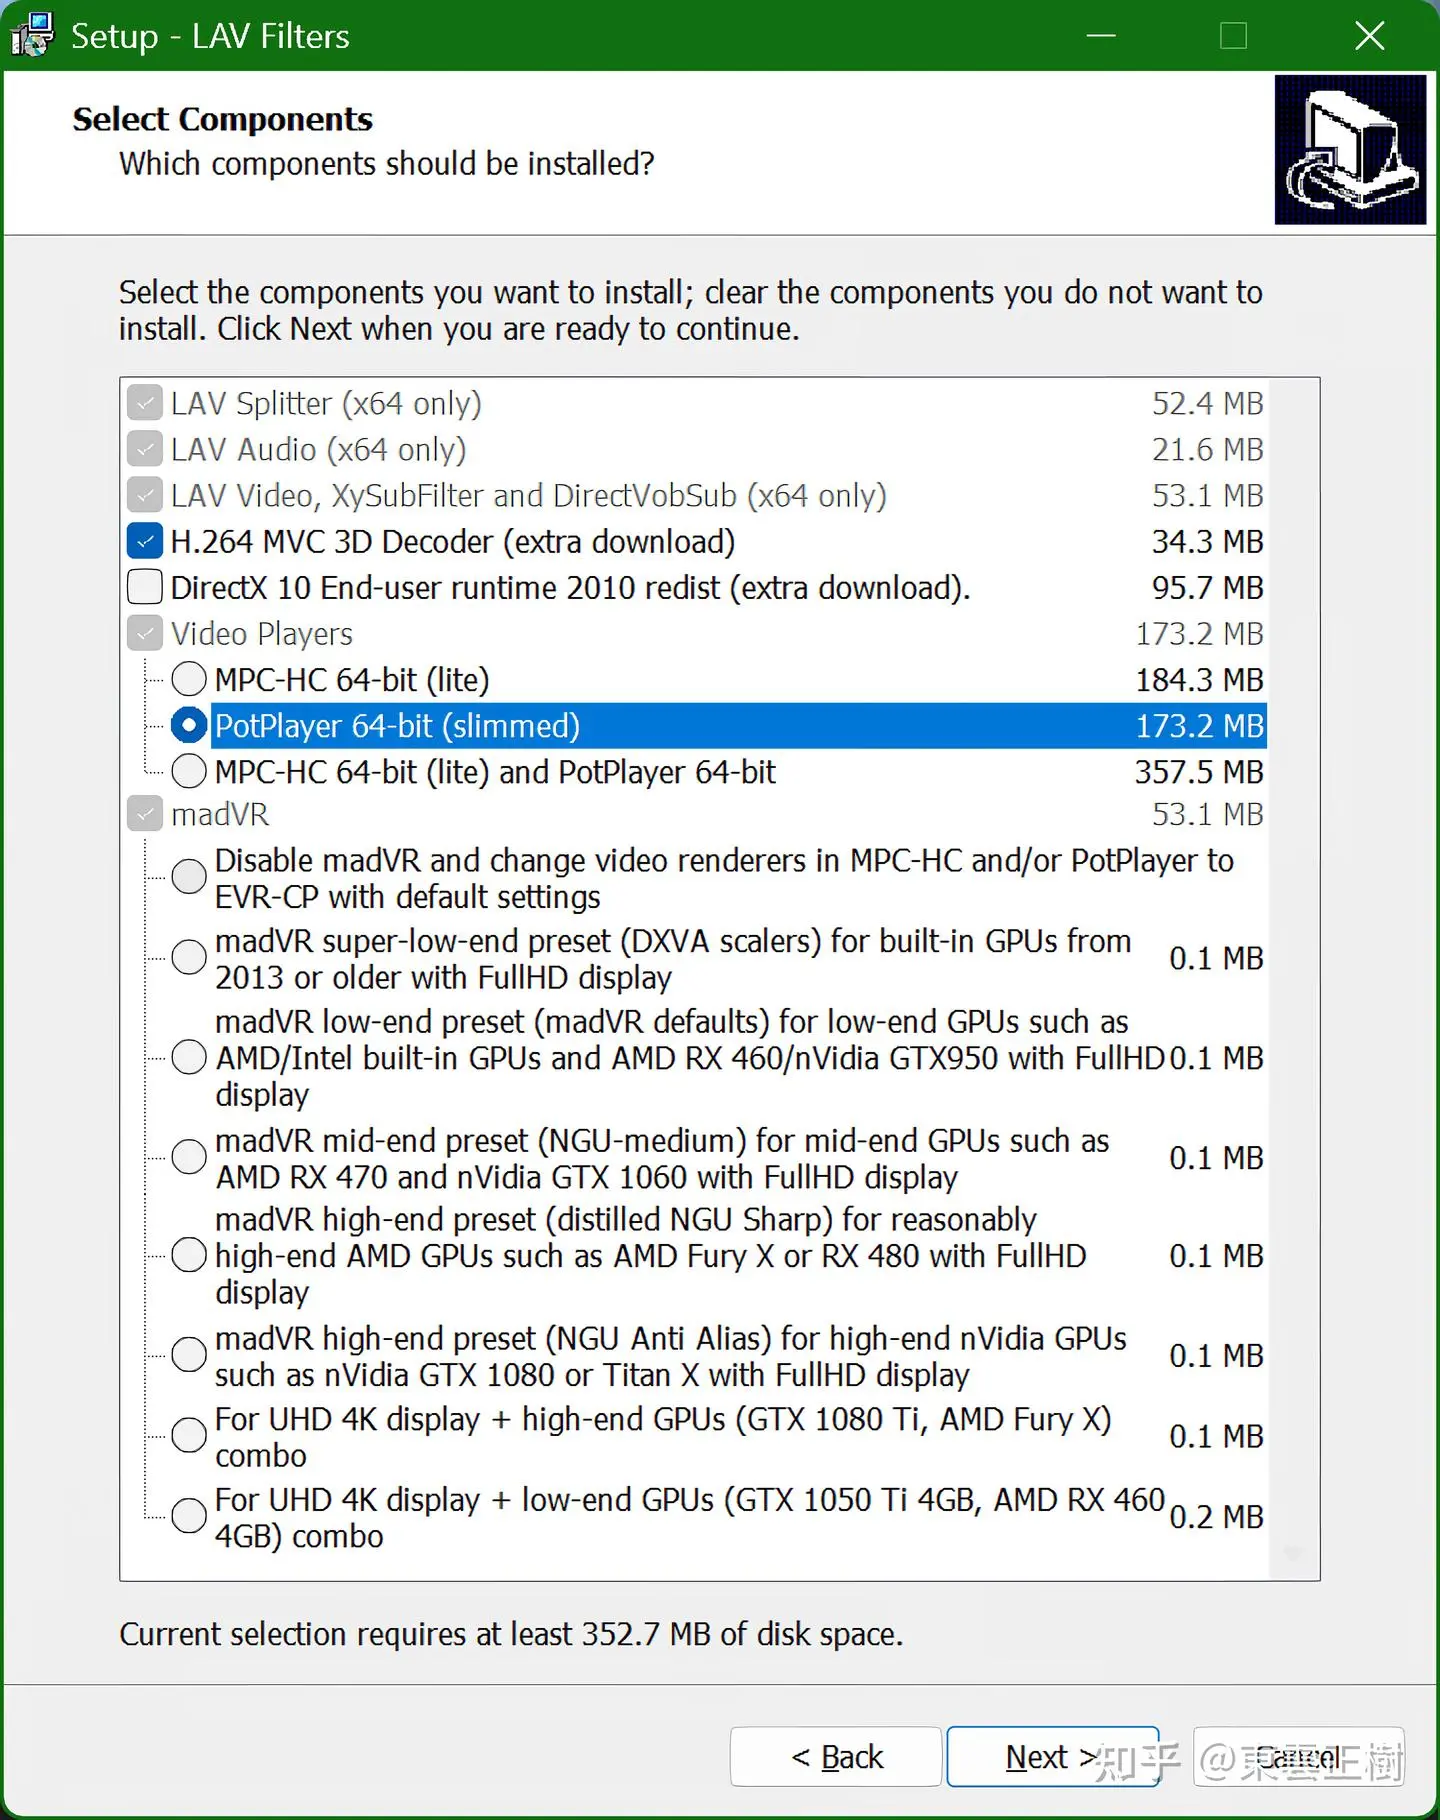 Setup - LAV Filters
Select Components
Which components should be installed?
Select the components you want to install; clear the components you do not want to
install. Click Next when you are ready to continue.
LAV Splitter (x64 only) 52.4 MB
LAV Audio (x64 only) 21.6 MB
LAV Video, XySubFilter and DirectVobSub (x64 only) 53.1 MB
H.264 MVC 3D Decoder (extra download) 34.3 MB
DirectX 10 End-user runtime 2010 redist (extra download). 95.7 MB
Video Players 173.2 MB
MPC-HC 64-bit (lite) 184.3 MB
PotPlayer 64-bit (slimmed) 173.2 MB
MPC-HC 64-bit (lite) and PotPlayer 64-bit 357.5 MB
madVR 53.1 MB
Disable madVR and change video renderers in MPC-HC and/or PotPlayer to
EVR-CP with default settings
madVR super-low-end preset (DXVA scalers) for built-in GPUs from
2013 or older with FullHD display 0.1 MB
madVR low-end preset (madVR defaults) for low-end GPUs such as
AMD/Intel built-in GPUs and AMD RX 460/nVidia GTX950 with FullHD 0.1 MB
display
madVR mid-end preset (NGU-medium) for mid-end GPUs such as
AMD RX 470 and nVidia GTX 1060 with FullHD display 0.1 MB
madVR high-end preset (distilled NGU Sharp) for reasonably
high-end AMD GPUs such as AMD Fury X or RX 480 with FullHD 0.1 MB
display
madVR high-end preset (NGU Anti Alias) for high-end nVidia GPUs
such as nVidia GTX 1080 or Titan X with FullHD display 0.1 MB
For UHD 4K display + high-end GPUs (GTX 1080 Ti, AMD Fury X)
combo 0.1 MB
For UHD 4K display + low-end GPUs (GTX 1050 Ti 4GB, AMD RX 460
4GB) combo 0.2 MB
Current selection requires at least 352.7 MB of disk space.
< Back Next > Cancel
知乎 @東雲正樹